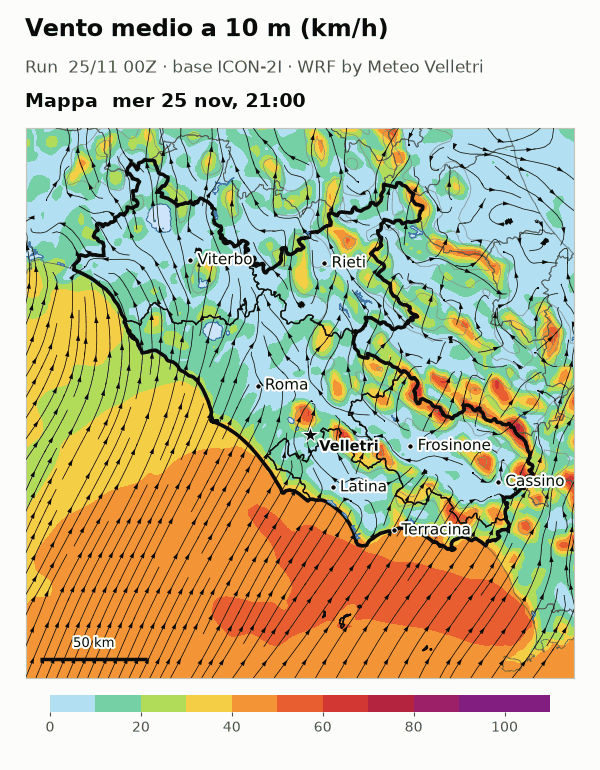 Vento medio a 10 m (km/h)
Run  25/11 00Z · base ICON-2I · WRF by Meteo Velletri
Mappa  mer 25 nov, 21:00
Viterbo
Rieti
Roma
Velletri
Frosinone
Latina
Cassino
Terracina
50 km
0 20 40 60 80 100